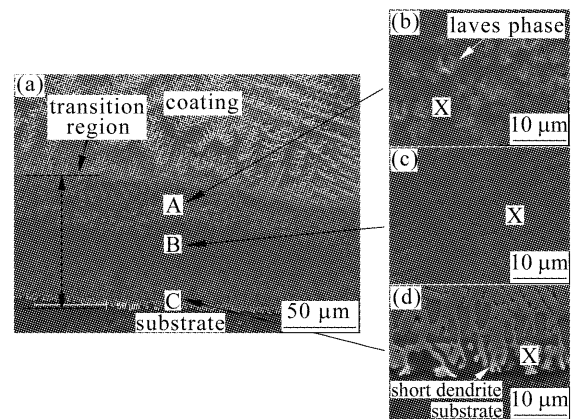 (a)
transition
region
coating
A
B
C
50 μm
substrate
(b)
laves phase
X
10 μm
(c)
X
10 μm
(d)
X
short dendrite
substrate
10 μm